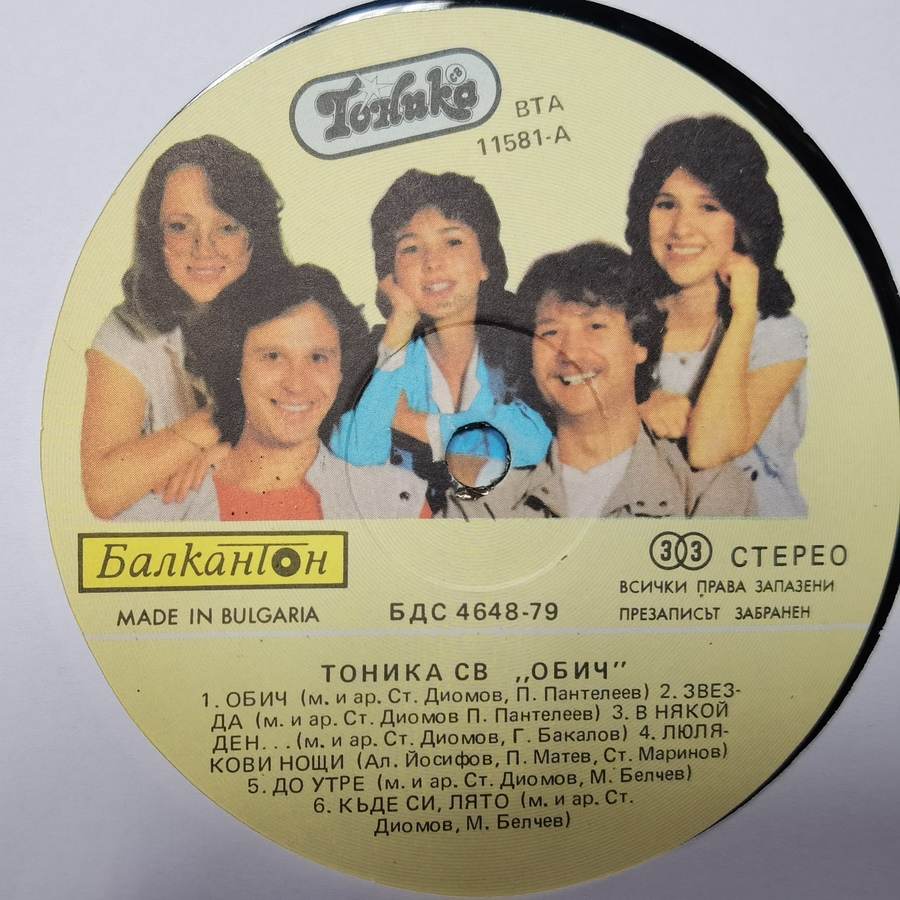 Тоника св
ВТА
11581-А
Балкантон
MADE IN BULGARIA
БДС 4648-79
33 СТЕРЕО
ВСИЧКИ ПРАВА ЗАПАЗЕНИ
ПРЕЗАПИСЪТ ЗАБРАНЕН
ТОНИКА СВ „ОБИЧ"
1. ОБИЧ (м. и ар. Ст. Диомов, П. Пантелеев) 2. ЗВЕЗ-
ДА (м. и ар. Ст. Диомов П. Пантелеев) 3. В НЯКОЙ
ДЕН... (м. и ар. Ст. Диомов, Г. Бакалов) 4. ЛЮЛЯ-
КОВИ НОЩИ (Ал. Йосифов, П. Матев, Ст. Маринов)
5. ДО УТРЕ (м. и ар. Ст. Диомов, М. Белчев)
6. КЪДЕ СИ, ЛЯТО (м. и ар. Ст.
Диомов, М. Белчев)